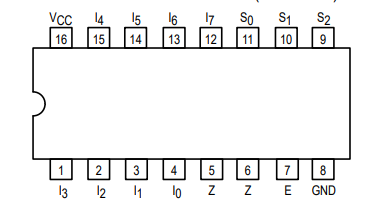 VCC I4 I5 I6 I7 S0 S1 S2
16 15 14 13 12 11 10 9
1 2 3 4 5 6 7 8
I3 I2 I1 I0 Z Z E GND